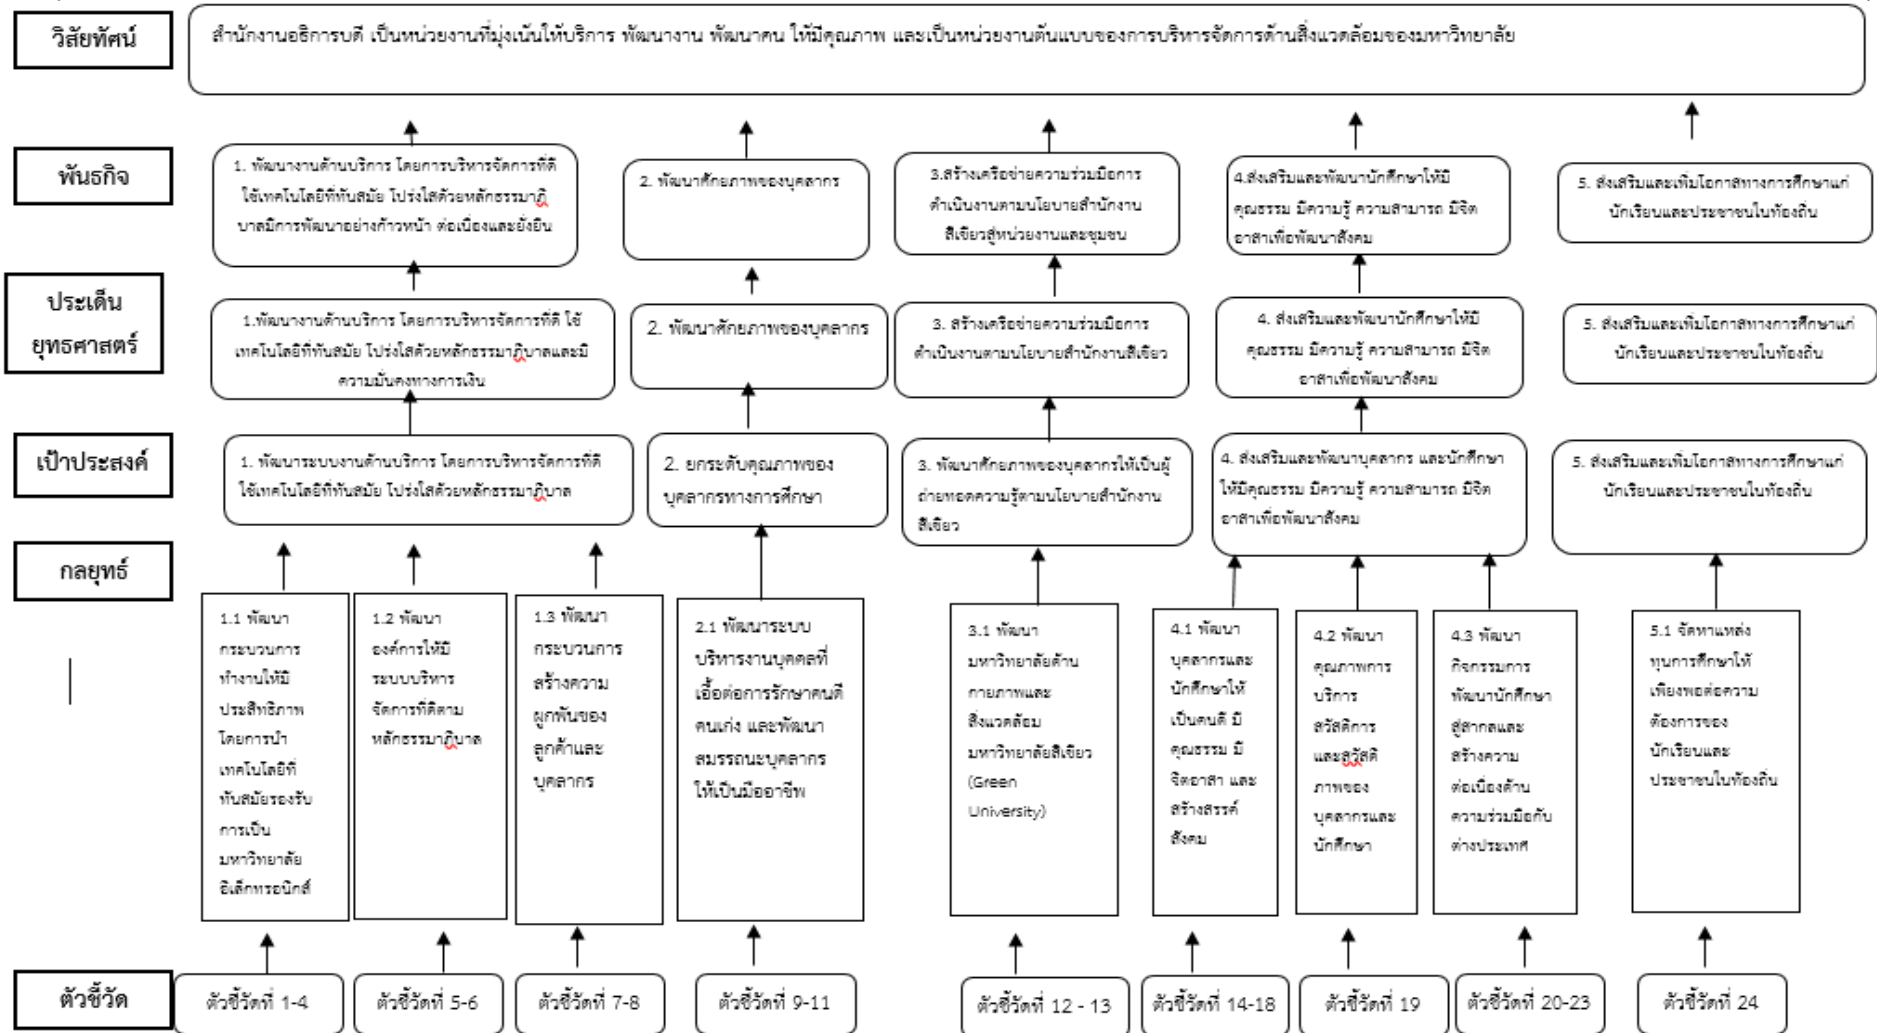 วิสัยทัศน์
สำนักงานอธิการบดี เป็นหน่วยงานที่มุ่งเน้นให้บริการ พัฒนางาน พัฒนาคน ให้มีคุณภาพ และเป็นหน่วยงานต้นแบบของการบริหารจัดการด้านสิ่งแวดล้อมของมหาวิทยาลัย
พันธกิจ
1. พัฒนางานด้านบริการ โดยการบริหารจัดการที่ดี
ใช้เทคโนโลยีที่ทันสมัย โปร่งใสด้วยหลักธรรมาภิ
บาลมีการพัฒนาอย่างก้าวหน้า ต่อเนื่องและยั่งยืน
2. พัฒนาศักยภาพของบุคลากร
3.สร้างเครือข่ายความร่วมมือการ
ดำเนินงานตามนโยบายสำนักงาน
สีเขียวสู่หน่วยงานและชุมชน
4.ส่งเสริมและพัฒนานักศึกษาให้มี
คุณธรรม มีความรู้ ความสามารถ มีจิต
อาสาเพื่อพัฒนาสังคม
5. ส่งเสริมและเพิ่มโอกาสทางการศึกษาแก่
นักเรียนและประชาชนในท้องถิ่น
ประเด็น
ยุทธศาสตร์
1.พัฒนางานด้านบริการ โดยการบริหารจัดการที่ดี ใช้
เทคโนโลยีที่ทันสมัย โปร่งใสด้วยหลักธรรมาภิบาลและมี
ความมั่นคงทางการเงิน
2. พัฒนาศักยภาพของบุคลากร
3. สร้างเครือข่ายความร่วมมือการ
ดำเนินงานตามนโยบายสำนักงานสีเขียว
4. ส่งเสริมและพัฒนานักศึกษาให้มี
คุณธรรม มีความรู้ ความสามารถ มีจิต
อาสาเพื่อพัฒนาสังคม
5. ส่งเสริมและเพิ่มโอกาสทางการศึกษาแก่
นักเรียนและประชาชนในท้องถิ่น
เป้าประสงค์
1. พัฒนาระบบงานด้านบริการ โดยการบริหารจัดการที่ดี
ใช้เทคโนโลยีที่ทันสมัย โปร่งใสด้วยหลักธรรมาภิบาล
2. ยกระดับคุณภาพของ
บุคลากรทางการศึกษา
3. พัฒนาศักยภาพของบุคลากรให้เป็นผู้
ถ่ายทอดความรู้ตามนโยบายสำนักงาน
สีเขียว
4. ส่งเสริมและพัฒนาบุคลากร และนักศึกษา
ให้มีคุณธรรม มีความรู้ ความสามารถ มีจิต
อาสาเพื่อพัฒนาสังคม
5. ส่งเสริมและเพิ่มโอกาสทางการศึกษาแก่
นักเรียนและประชาชนในท้องถิ่น
กลยุทธ์
1.1 พัฒนา
กระบวนการ
ทำงานให้มี
ประสิทธิภาพ
โดยการนำ
เทคโนโลยีที่
ทันสมัยรองรับ
การเป็น
มหาวิทยาลัย
อิเล็กทรอนิกส์
1.2 พัฒนา
องค์การให้มี
ระบบบริหาร
จัดการที่ดีตาม
หลักธรรมาภิบาล
1.3 พัฒนา
กระบวนการ
สร้างความ
ผูกพันของ
ลูกค้าและ
บุคลากร
2.1 พัฒนาระบบ
บริหารงานบุคคลที่
เอื้อต่อการรักษาคนดี
คนเก่ง และพัฒนา
สมรรถนะบุคลากร
ให้เป็นมืออาชีพ
3.1 พัฒนา
มหาวิทยาลัยด้าน
กายภาพและ
สิ่งแวดล้อม
มหาวิทยาลัยสีเขียว
(Green
University)
4.1 พัฒนา
บุคลากรและ
นักศึกษาให้
เป็นคนดี มี
คุณธรรม มี
จิตอาสา และ
สร้างสรรค์
สังคม
4.2 พัฒนา
คุณภาพการ
บริการ
สวัสดิการ
และสวัสดิ
ภาพของ
บุคลากรและ
นักศึกษา
4.3 พัฒนา
กิจกรรมการ
พัฒนานักศึกษา
สู่สากลและ
สร้างความ
ต่อเนื่องด้าน
ความร่วมมือกับ
ต่างประเทศ
5.1 จัดหาแหล่ง
ทุนการศึกษาให้
เพียงพอต่อความ
ต้องการของ
นักเรียนและ
ประชาชนในท้องถิ่น
ตัวชี้วัด
ตัวชี้วัดที่ 1-4
ตัวชี้วัดที่ 5-6
ตัวชี้วัดที่ 7-8
ตัวชี้วัดที่ 9-11
ตัวชี้วัดที่ 12 - 13
ตัวชี้วัดที่ 14-18
ตัวชี้วัดที่ 19
ตัวชี้วัดที่ 20-23
ตัวชี้วัดที่ 24